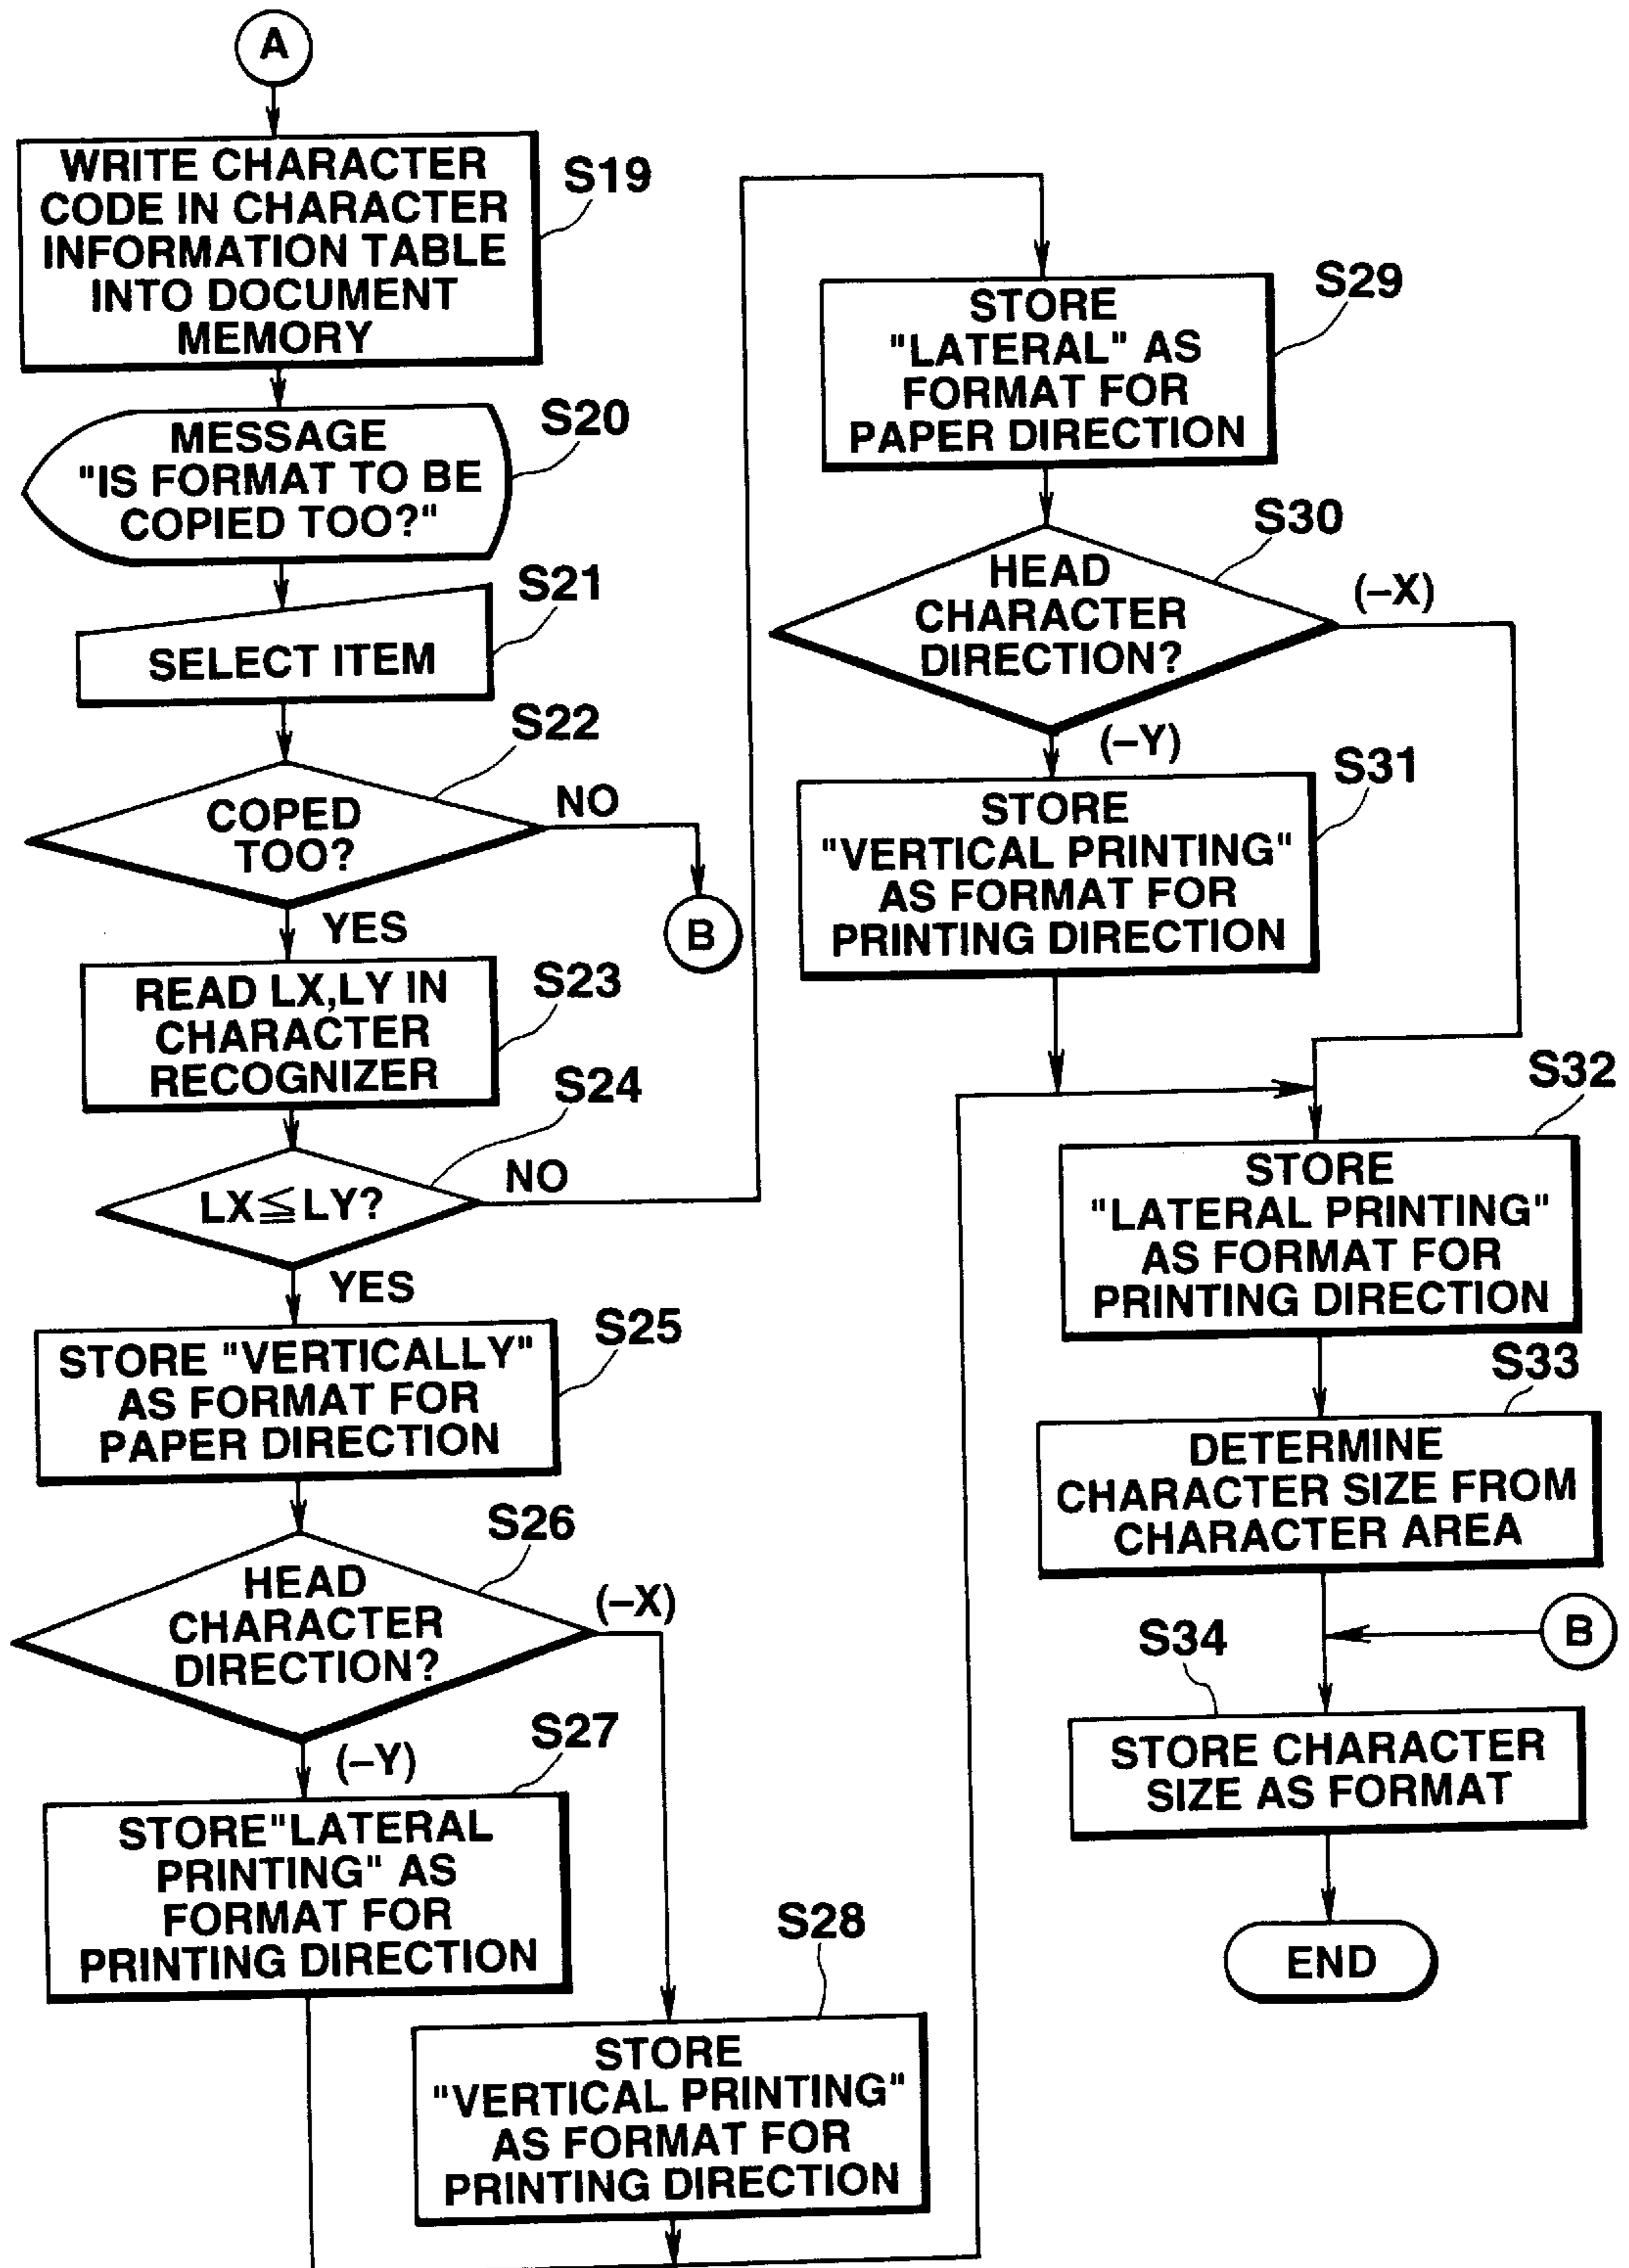 A
WRITE CHARACTER
CODE IN CHARACTER
INFORMATION TABLE
INTO DOCUMENT
MEMORY
S19
MESSAGE
"IS FORMAT TO BE
COPIED TOO?"
S20
SELECT ITEM
S21
COPED
TOO?
S22
NO
B
YES
READ LX,LY IN
CHARACTER
RECOGNIZER
S23
LX≦LY?
S24
NO
YES
STORE "VERTICALLY"
AS FORMAT FOR
PAPER DIRECTION
S25
HEAD
CHARACTER
DIRECTION?
S26
(–X)
(–Y)
STORE"LATERAL
PRINTING" AS
FORMAT FOR
PRINTING DIRECTION
S27
STORE
"VERTICAL PRINTING"
AS FORMAT FOR
PRINTING DIRECTION
S28
STORE
"LATERAL" AS
FORMAT FOR
PAPER DIRECTION
S29
HEAD
CHARACTER
DIRECTION?
S30
(–X)
(–Y)
STORE
"VERTICAL PRINTING"
AS FORMAT FOR
PRINTING DIRECTION
S31
STORE
"LATERAL PRINTING"
AS FORMAT FOR
PRINTING DIRECTION
S32
DETERMINE
CHARACTER SIZE FROM
CHARACTER AREA
S33
B
STORE CHARACTER
SIZE AS FORMAT
S34
END